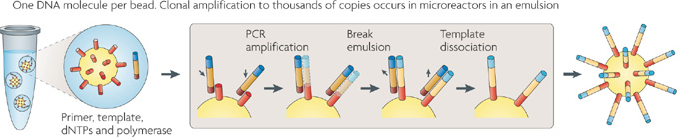 One DNA molecule per bead. Clonal amplification to thousands of copies occurs in microreactors in an emulsion
PCR
amplification
Break
emulsion
Template
dissociation
Primer, template,
dNTPs and polymerase